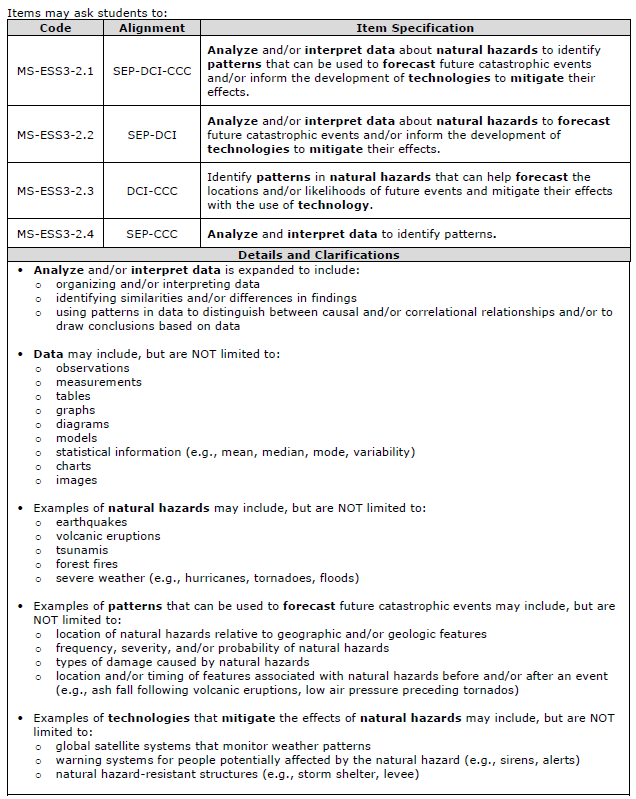 Items may ask students to:
Code Alignment Item Specification
MS-ESS3-2.1 SEP-DCI-CCC Analyze and/or interpret data about natural hazards to identify
patterns that can be used to forecast future catastrophic events
and/or inform the development of technologies to mitigate their
effects.
MS-ESS3-2.2 SEP-DCI Analyze and/or interpret data about natural hazards to forecast
future catastrophic events and/or inform the development of
technologies to mitigate their effects.
MS-ESS3-2.3 DCI-CCC Identify patterns in natural hazards that can help forecast the
locations and/or likelihoods of future events and mitigate their effects
with the use of technology.
MS-ESS3-2.4 SEP-CCC Analyze and interpret data to identify patterns.
Details and Clarifications
• Analyze and/or interpret data is expanded to include:
o organizing and/or interpreting data
o identifying similarities and/or differences in findings
o using patterns in data to distinguish between causal and/or correlational relationships and/or to
draw conclusions based on data
• Data may include, but are NOT limited to:
o observations
o measurements
o tables
o graphs
o diagrams
o models
o statistical information (e.g., mean, median, mode, variability)
o charts
o images
• Examples of natural hazards may include, but are NOT limited to:
o earthquakes
o volcanic eruptions
o tsunamis
o forest fires
o severe weather (e.g., hurricanes, tornadoes, floods)
• Examples of patterns that can be used to forecast future catastrophic events may include, but are
NOT limited to:
o location of natural hazards relative to geographic and/or geologic features
o frequency, severity, and/or probability of natural hazards
o types of damage caused by natural hazards
o location and/or timing of features associated with natural hazards before and/or after an event
(e.g., ash fall following volcanic eruptions, low air pressure preceding tornados)
• Examples of technologies that mitigate the effects of natural hazards may include, but are NOT
limited to:
o global satellite systems that monitor weather patterns
o warning systems for people potentially affected by the natural hazard (e.g., sirens, alerts)
o natural hazard-resistant structures (e.g., storm shelter, levee)